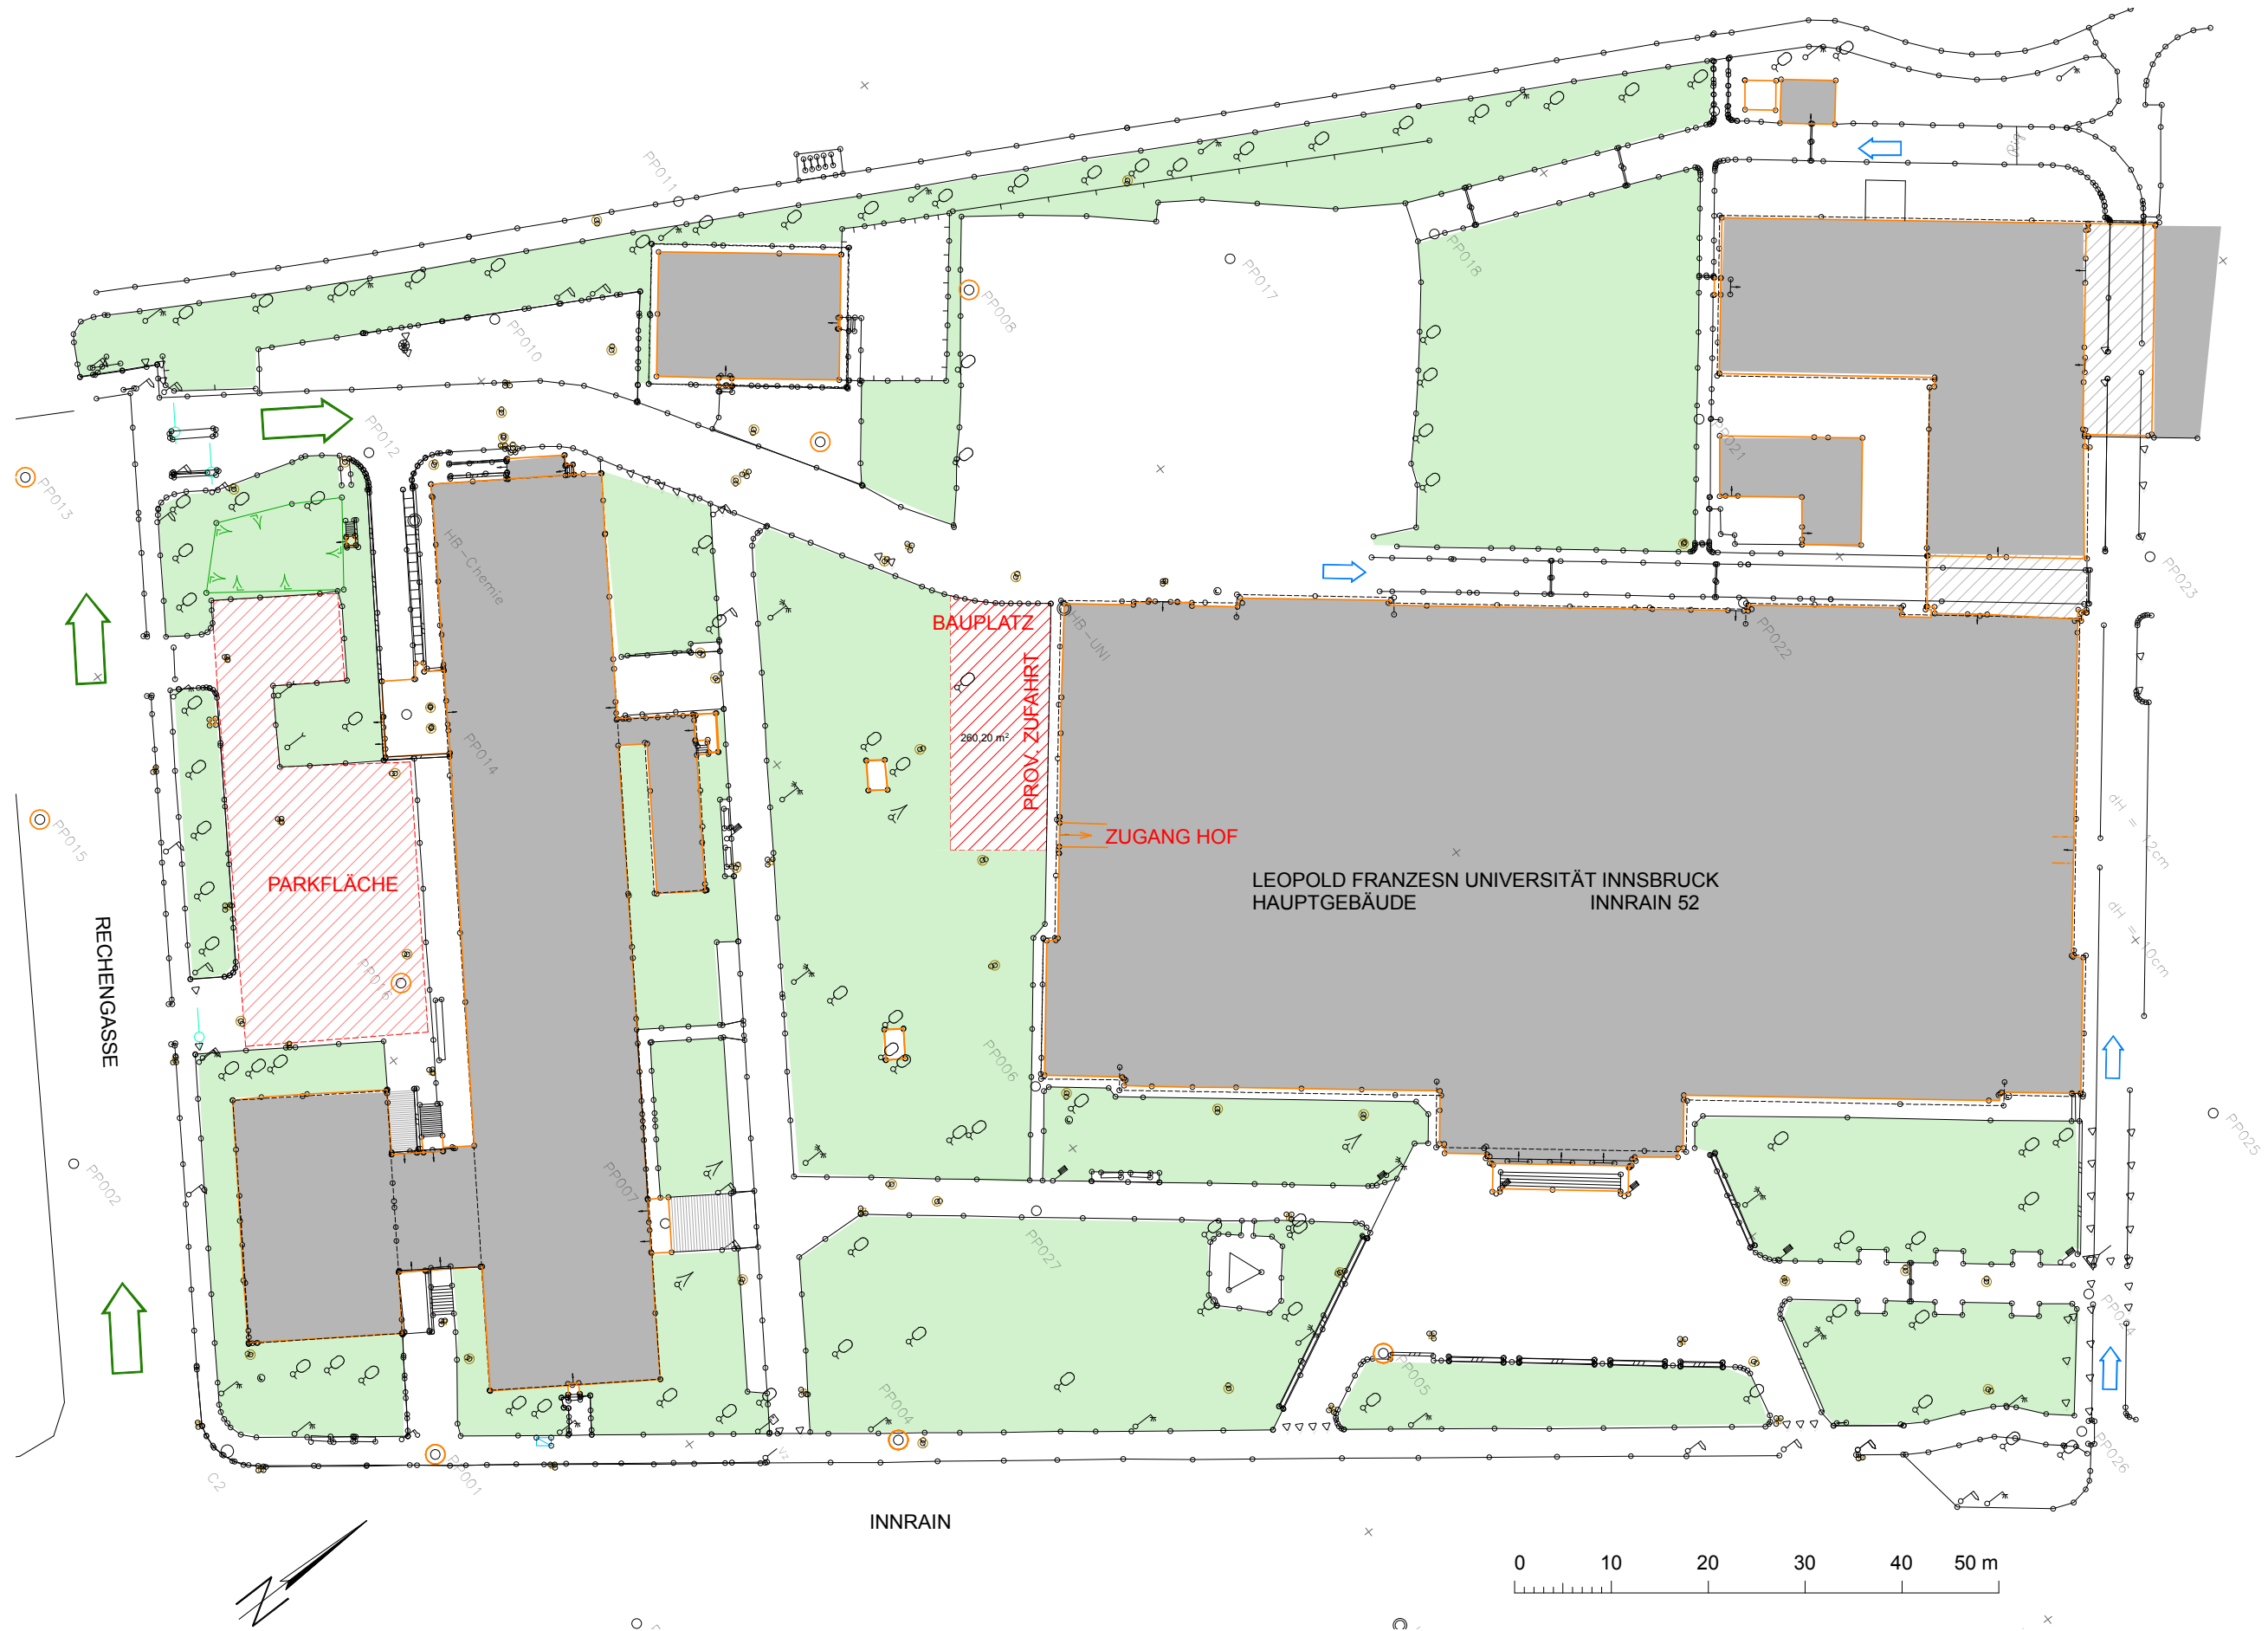 PP011
Riff
PP018
PP017
PP008
PP010
PP012
PP021
PP013
HB-Chemie
PP023
BAUPLATZ
HB-UNI
PP022
PROV. ZUFAHRT
260,20 m²
PP014
dH = 12cm
PP015
ZUGANG HOF
LEOPOLD FRANZESN UNIVERSITÄT INNSBRUCK
HAUPTGEBÄUDE INNRAIN 52
PARKFLÄCHE
dH = 10cm
RECHENGASSE
PP016
PP006
PP025
PP002
PP007
PP027
PP024
PP005
PP004
PP026
Vz
C2
PP001
INNRAIN
0 10 20 30 40 50 m
N